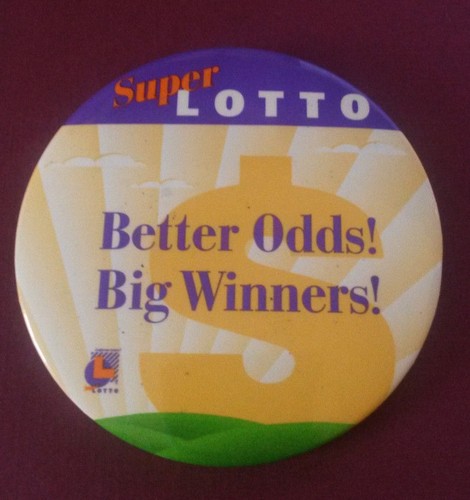 Super
LOTTO
Better Odds!
Big Winners!
LOTTO